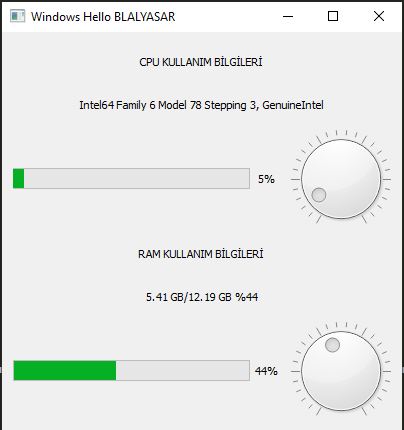 Windows Hello BLALYASAR
CPU KULLANIM BİLGİLERİ
Intel64 Family 6 Model 78 Stepping 3, GenuineIntel
5%
RAM KULLANIM BİLGİLERİ
5.41 GB/12.19 GB %44
44%